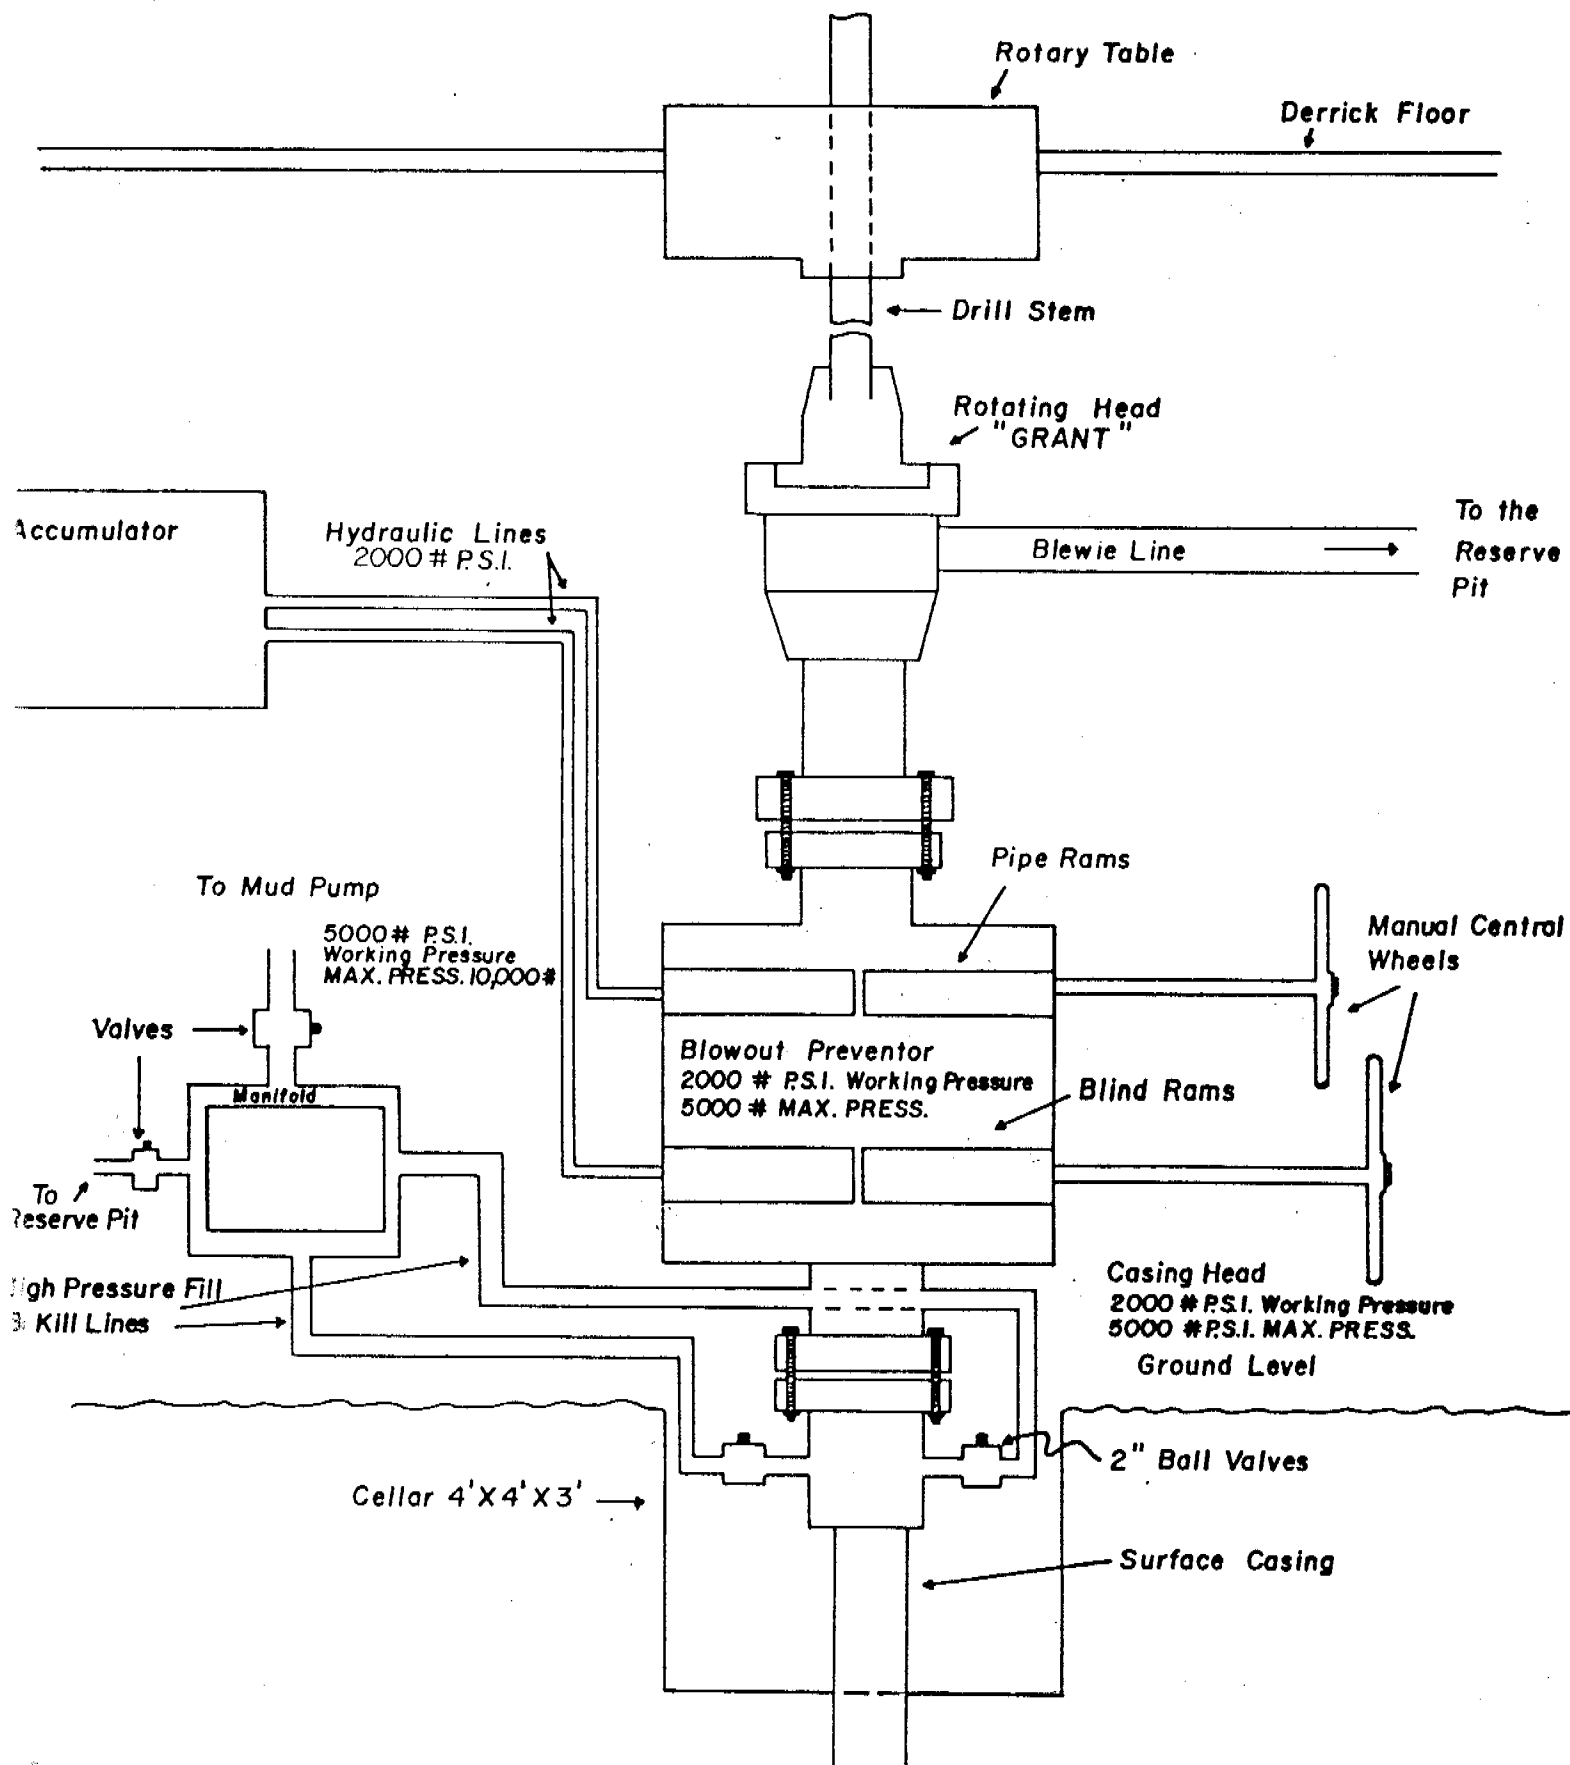 Rotary Table
Derrick Floor
Drill Stem
Rotating Head
"GRANT"
Accumulator
Hydraulic Lines
2000 # P.S.I.
Blewie Line
To the
Reserve
Pit
To Mud Pump
5000 # P.S.I.
Working Pressure
MAX. PRESS. 10,000 #
Pipe Rams
Manual Central
Wheels
Valves
Manifold
Blowout Preventor
2000 # P.S.I. Working Pressure
5000 # MAX. PRESS.
Blind Rams
To
Reserve Pit
High Pressure Fill
& Kill Lines
Casing Head
2000 # P.S.I. Working Pressure
5000 # P.S.I. MAX. PRESS.
Ground Level
2" Ball Valves
Cellar 4' X 4' X 3'
Surface Casing